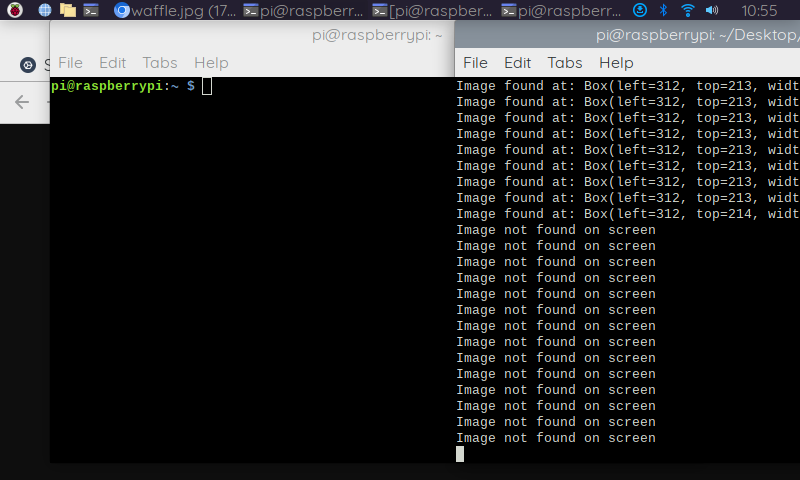 waffle.jpg (17... pi@raspberr... [pi@raspber... pi@raspberr... 10:55
pi@raspberrypi: ~
File Edit Tabs Help
pi@raspberrypi:~ $
pi@raspberrypi: ~/Desktop/
File Edit Tabs Help
Image found at: Box(left=312, top=213, widt
Image found at: Box(left=312, top=213, widt
Image found at: Box(left=312, top=213, widt
Image found at: Box(left=312, top=213, widt
Image found at: Box(left=312, top=213, widt
Image found at: Box(left=312, top=213, widt
Image found at: Box(left=312, top=213, widt
Image found at: Box(left=312, top=213, widt
Image found at: Box(left=312, top=214, widt
Image not found on screen
Image not found on screen
Image not found on screen
Image not found on screen
Image not found on screen
Image not found on screen
Image not found on screen
Image not found on screen
Image not found on screen
Image not found on screen
Image not found on screen
Image not found on screen
Image not found on screen
Image not found on screen